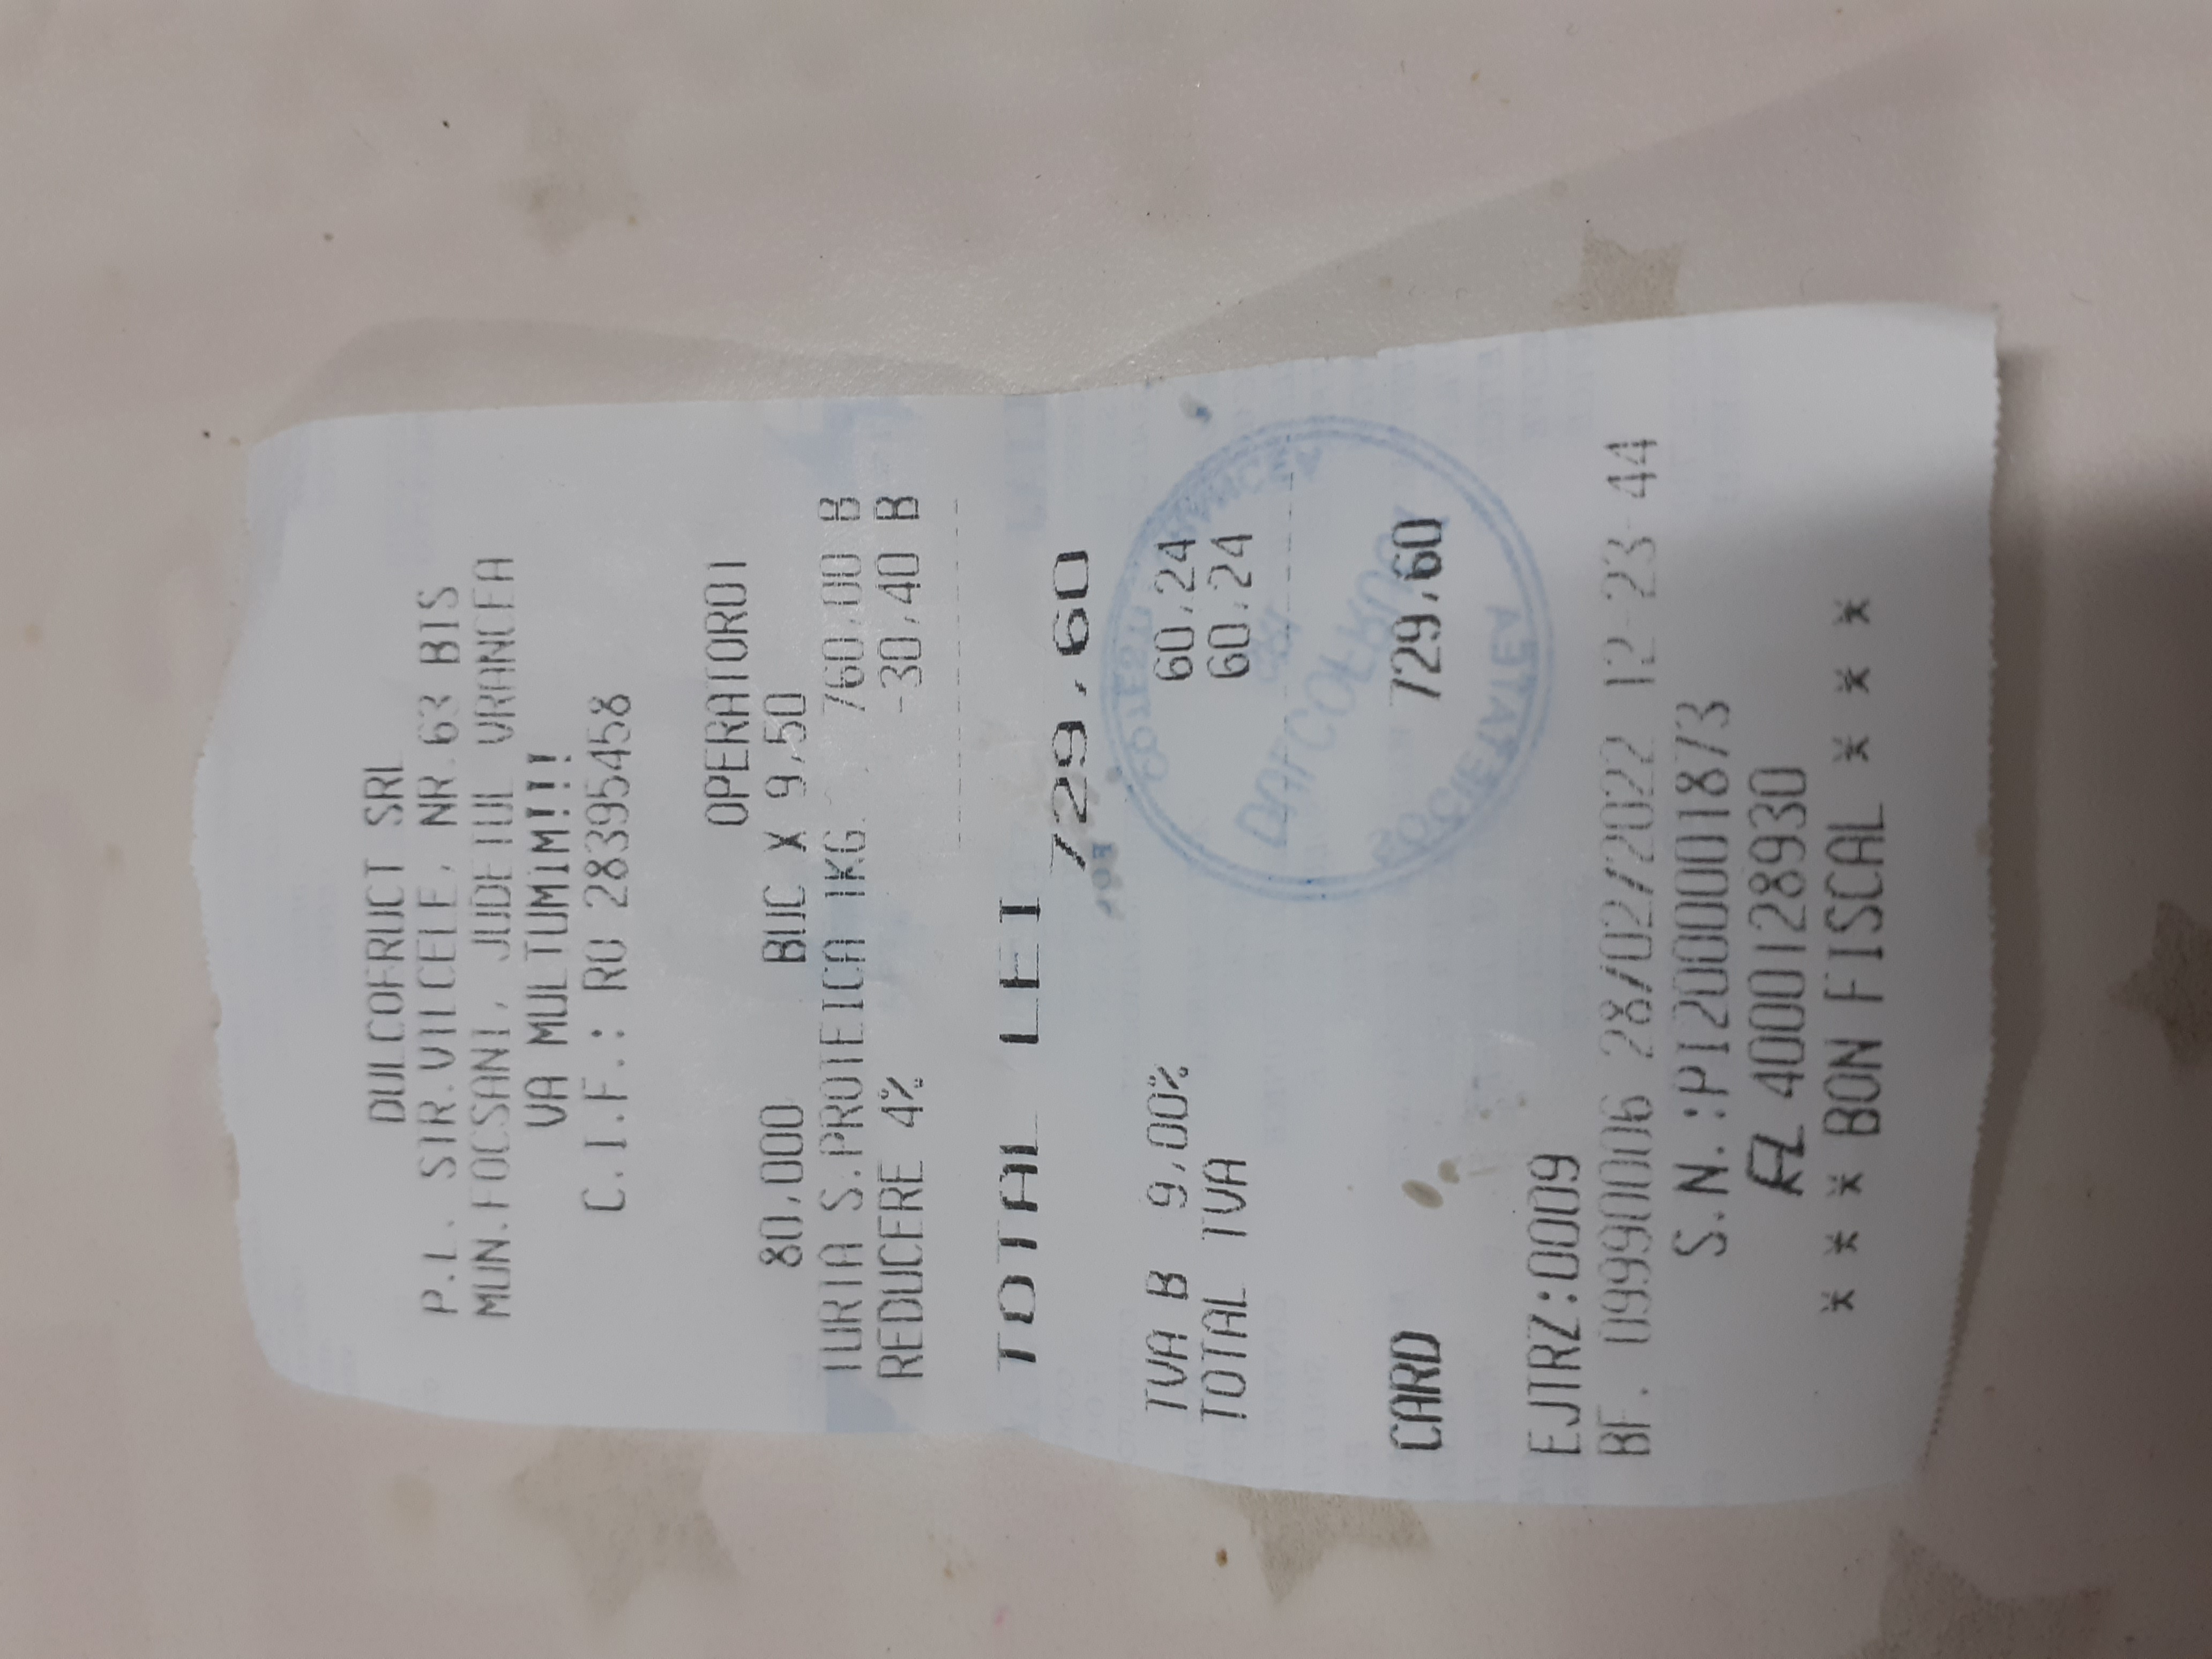 DULCOFRUCT SRL
P.L. STR.VILCELE, NR.63 BIS
MUN.FOCSANI, JUDETUL VRANCEA
VA MULTUMIM!!!
C.I.F.: RO 28395458
OPERATOR01
80,000 BUC X 9,50
TURTA S.PROTEICA 1KG. 760,00 B
REDUCERE 4% -30,40 B
TOTAL LEI 729,60
TVA B 9,00% 60,24
TOTAL TVA 60,24
CARD 729,60
SOCIETATEA
EJTRZ:0009
BF. 09990006 28/02/2022 12-23-44
S.N.:P12000001873
4000128930
* * * BON FISCAL * * *